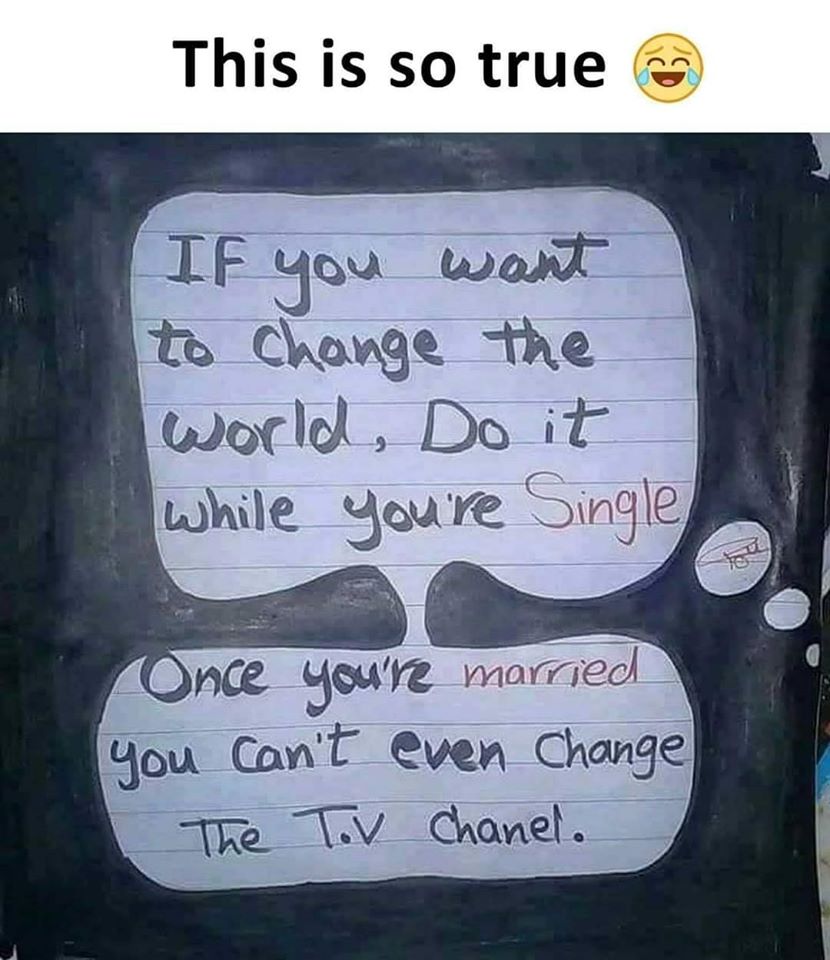 This is so true 😂
IF you want
to change the
world, Do it
while you're Single
Once you're married
you can't even change
The T.V chanel.